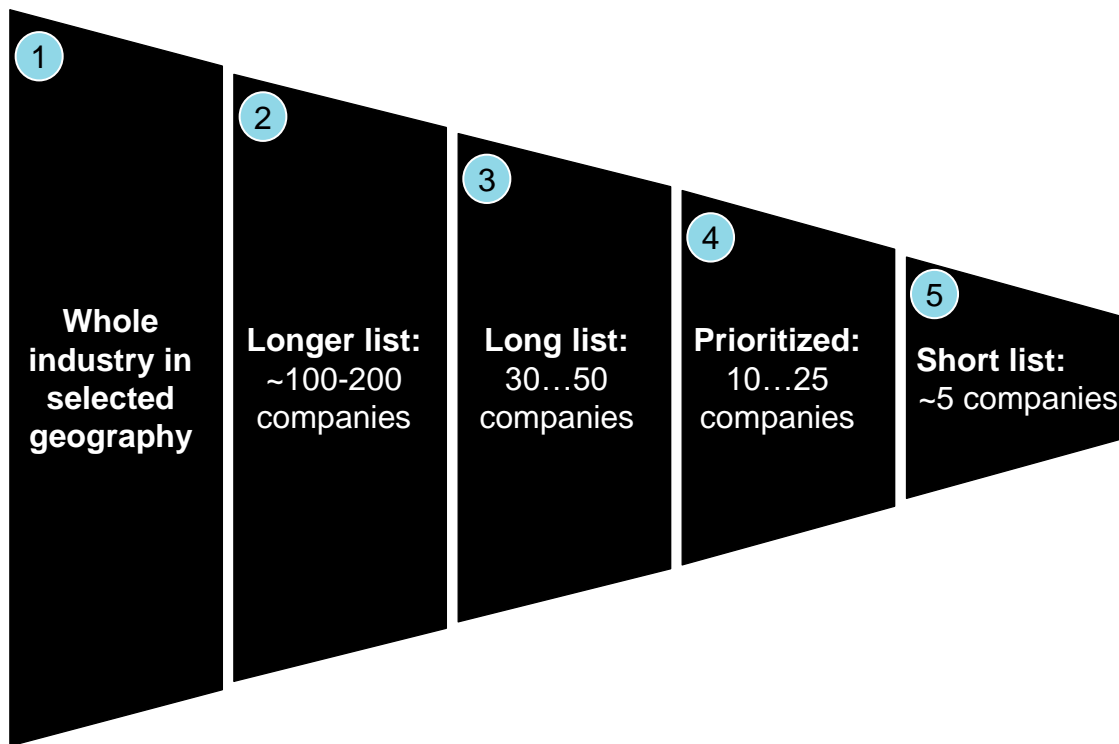 1
Whole
industry in
selected
geography
2
Longer list:
~100-200
companies
3
Long list:
30…50
companies
4
Prioritized:
10…25
companies
5
Short list:
~5 companies